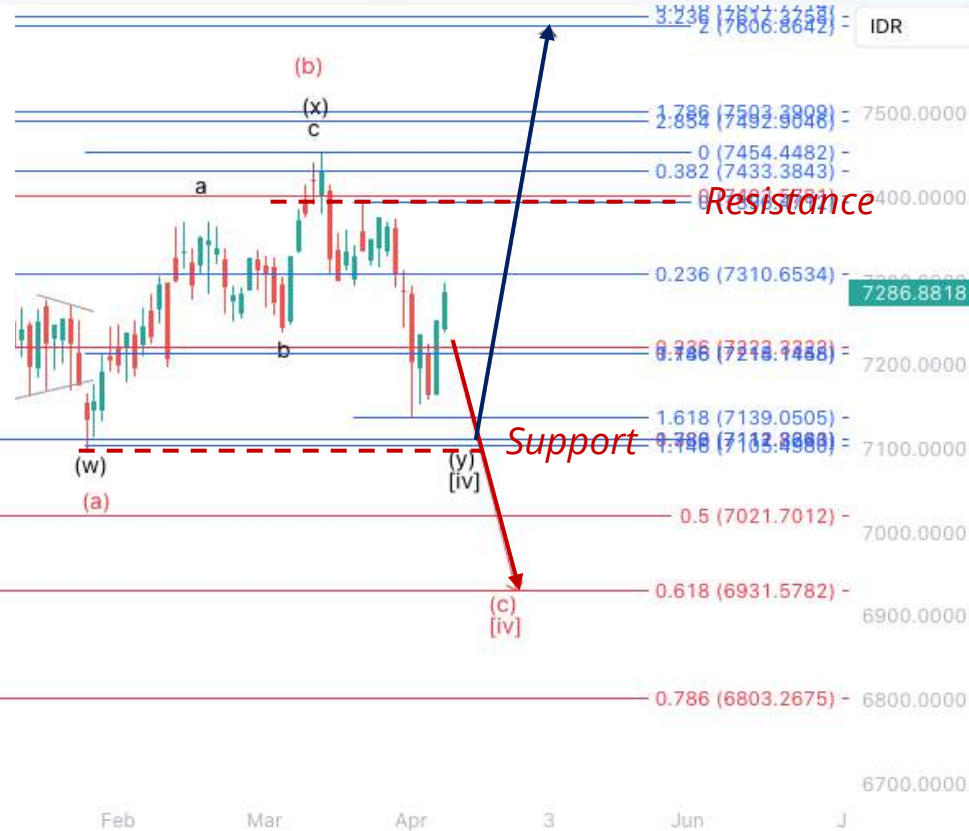 3.236 (7617.3758)
IDR
2 (7606.8642)
(b)
(x)
c
1.786 (7503.3909)
7500.0000
2.854 (7492.9046)
0 (7454.4482)
0.382 (7433.3843)
a
Resistance
7400.0000
0.236 (7310.6534)
7286.8818
b
7200.0000
1.618 (7139.0505)
Support
7100.0000
(w)
(y)
[iv]
(a)
0.5 (7021.7012)
7000.0000
0.618 (6931.5782)
6900.0000
(c)
[iv]
0.786 (6803.2675)
6800.0000
6700.0000
Feb
Mar
Apr
3
Jun
J